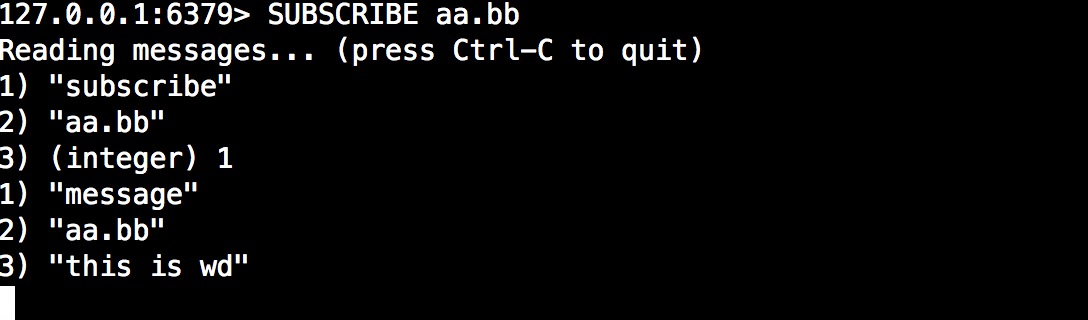 127.0.0.1:6379> SUBSCRIBE aa.bb
Reading messages... (press Ctrl-C to quit)
1) "subscribe"
2) "aa.bb"
3) (integer) 1
1) "message"
2) "aa.bb"
3) "this is wd"